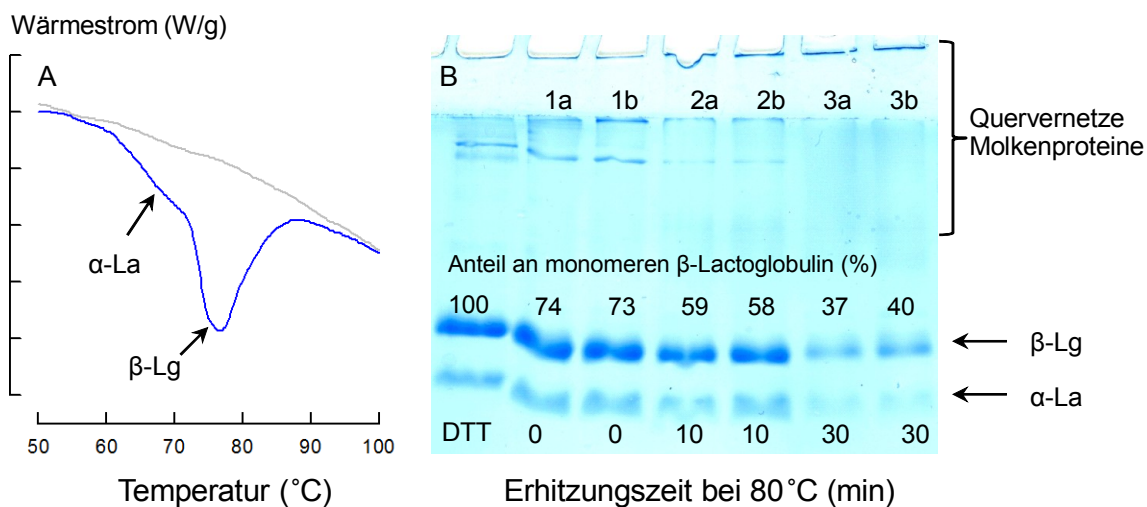 Wärmestrom (W/g)
A
α-La
β-Lg
50 60 70 80 90 100
Temperatur (°C)
B
1a 1b 2a 2b 3a 3b
Quervernetze
Molkenproteine
Anteil an monomeren β-Lactoglobulin (%)
100 74 73 59 58 37 40
β-Lg
α-La
DTT 0 0 10 10 30 30
Erhitzungszeit bei 80°C (min)